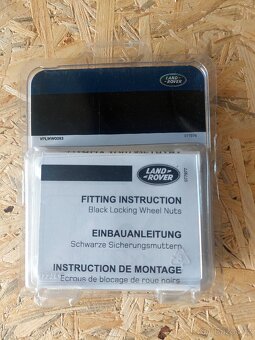 LAND
ROVER
VPLWW0093
LAND
ROVER
FITTING INSTRUCTION
Black Locking Wheel Nuts
EINBAUANLEITUNG
Schwarze Sicherungsmuttern
INSTRUCTION DE MONTAGE
Écrous de blocage de roue noirs